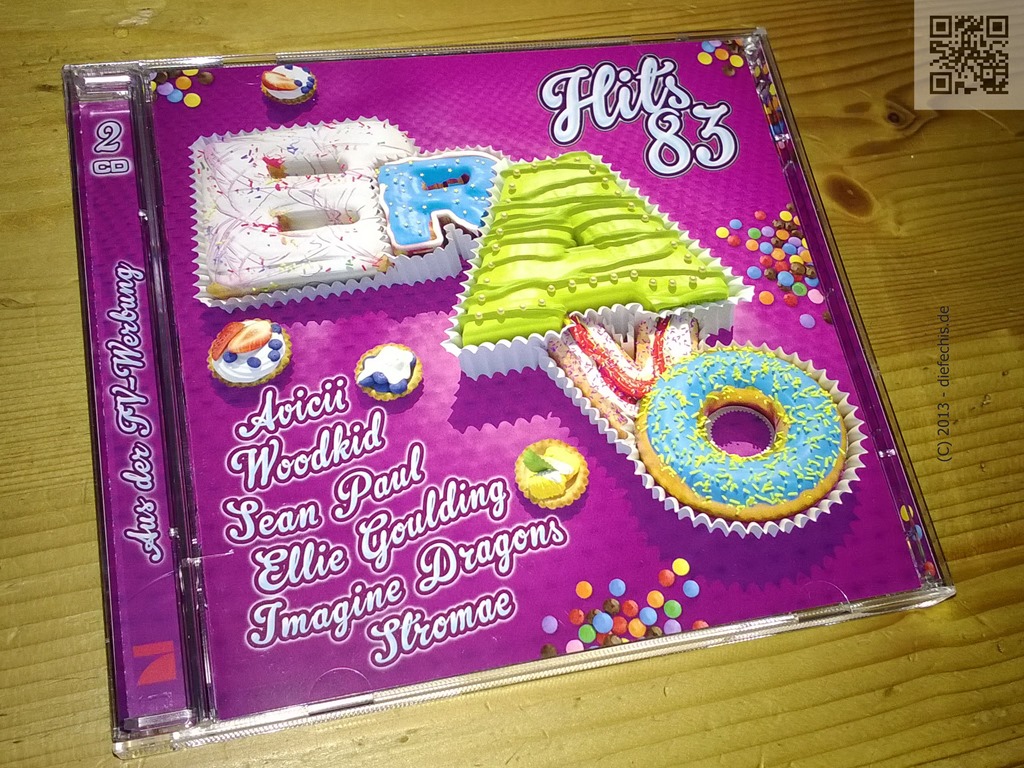 Hits
83
BRAVO
Avicii
Woodkid
Sean Paul
Ellie Goulding
Imagine Dragons
Stromae
2 CD
Aus der TV-Werbung
(C) 2013 - diefechis.de